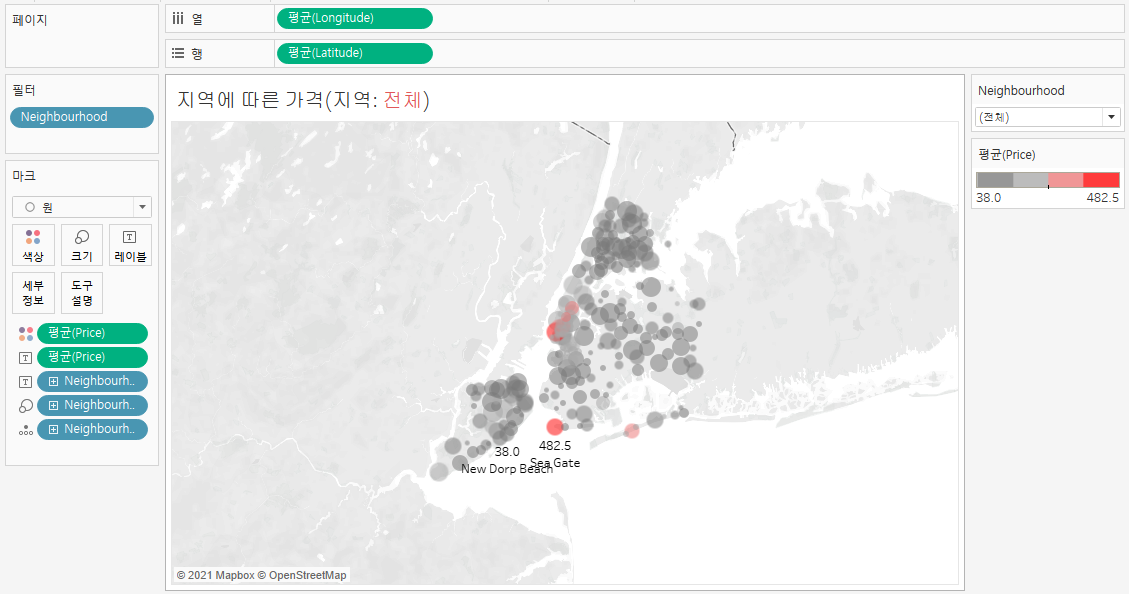 페이지
열
평균(Longitude)
행
평균(Latitude)
필터
Neighbourhood
마크
원
색상
크기
레이블
세부
정보
도구
설명
평균(Price)
평균(Price)
Neighbourh..
Neighbourh..
Neighbourh..
지역에 따른 가격(지역: 전체)
38.0
New Dorp Beach
482.5
Sea Gate
© 2021 Mapbox © OpenStreetMap
Neighbourhood
(전체)
평균(Price)
38.0 482.5